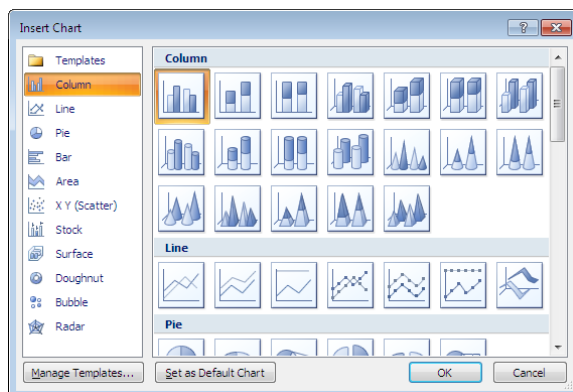 Insert Chart
Templates
Column
Line
Pie
Bar
Area
X Y (Scatter)
Stock
Surface
Doughnut
Bubble
Radar
Column
Line
Pie
Manage Templates...
Set as Default Chart
OK
Cancel